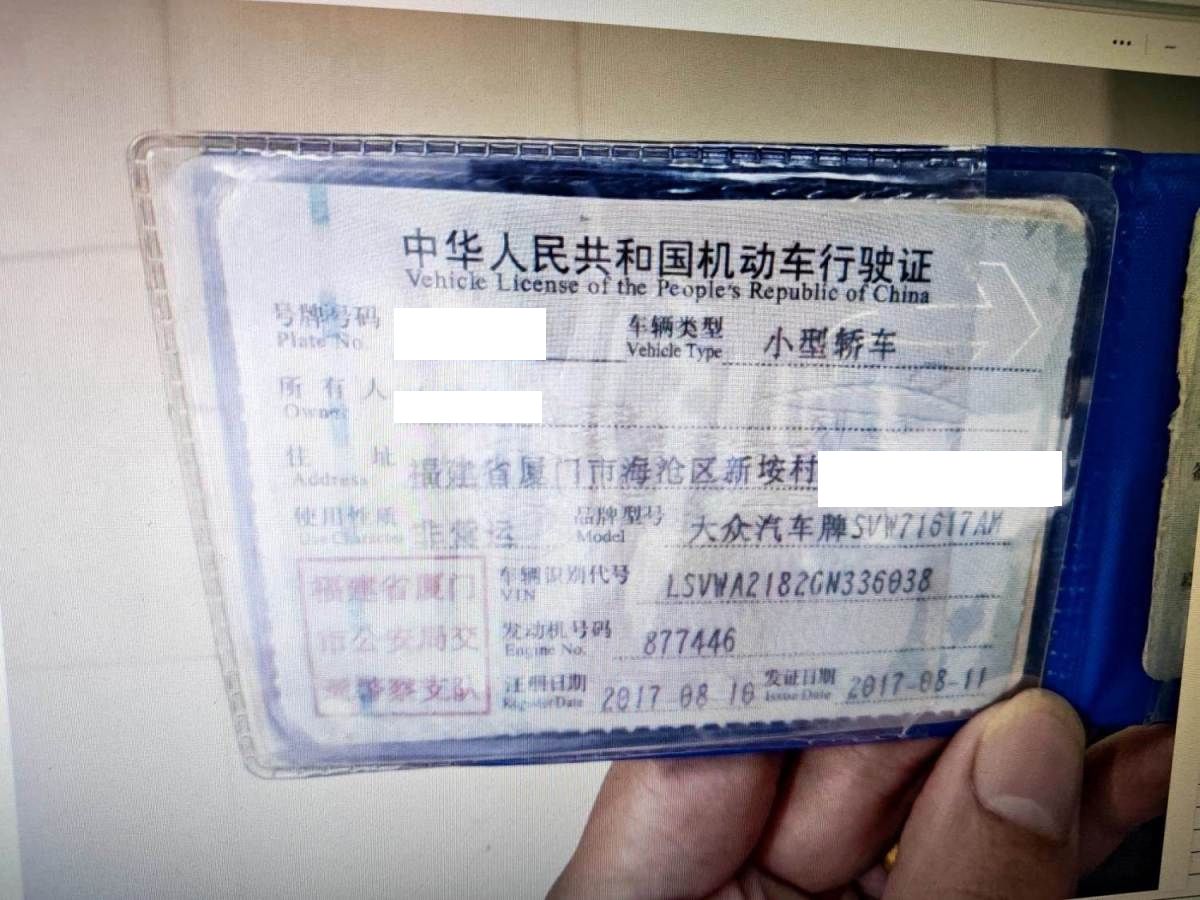 中华人民共和国机动车行驶证
Vehicle License of the People's Republic of China
号牌号码 车辆类型 小型轿车
Plate No. Vehicle Type
所有人
Owner
住址 福建省厦门市海沧区新垵村
Address
使用性质 非营运 品牌型号 大众汽车牌SVW71617AM
Use Character Model
福建省厦门市公安局交通警察支队
车辆识别代号 LSVWA2182GN336038
VIN
发动机号码 877446
Engine No.
注册日期 2017-08-10 发证日期 2017-08-11
Register Date Issue Date